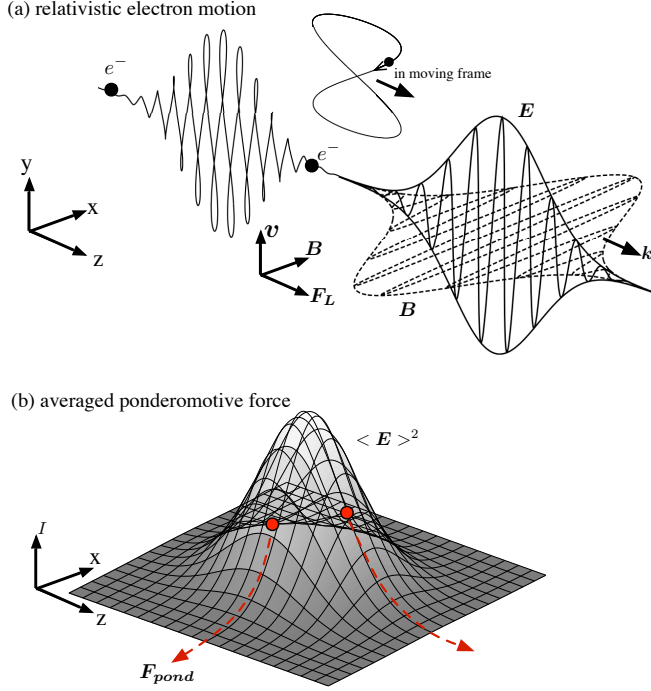 (a) relativistic electron motion
e⁻
in moving frame
E
e⁻
y
x
z
v
B
F_L
k
B
(b) averaged ponderomotive force
< E >²
I
x
z
F_pond